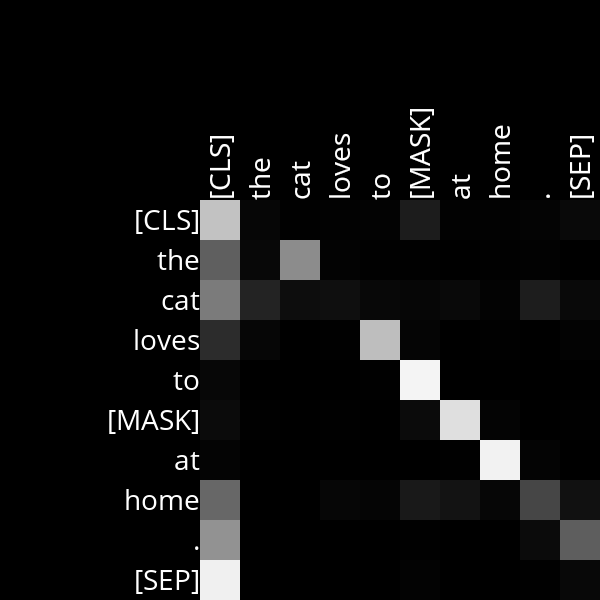 [CLS] the cat loves to [MASK] at home . [SEP]
[CLS]
the
cat
loves
to
[MASK]
at
home
.
[SEP]